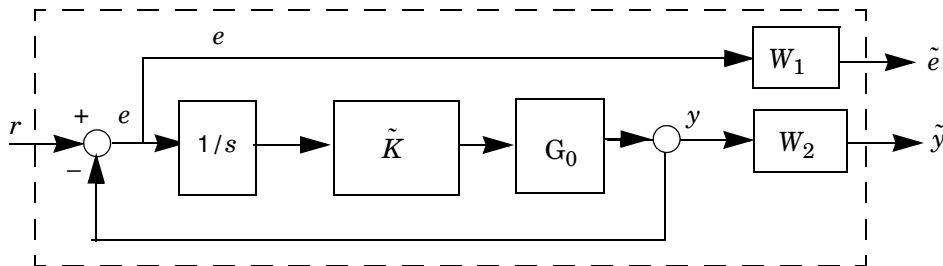 e
W₁
ẽ
r
+
e
1/s
K̃
G₀
y
W₂
ỹ
−